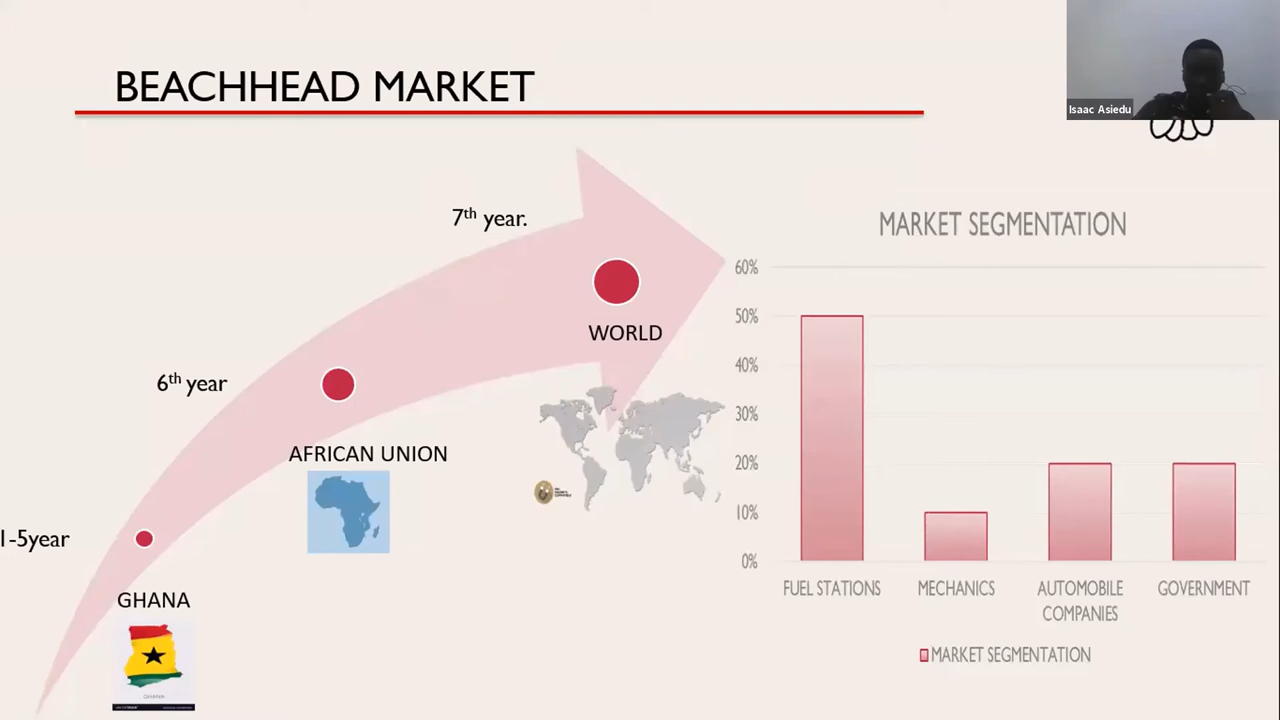 BEACHHEAD MARKET
Isaac Asiedu
7th year.
WORLD
6th year
AFRICAN UNION
1-5year
GHANA
MARKET SEGMENTATION
60%
50%
40%
30%
20%
10%
0%
FUEL STATIONS
MECHANICS
AUTOMOBILE
COMPANIES
GOVERNMENT
MARKET SEGMENTATION